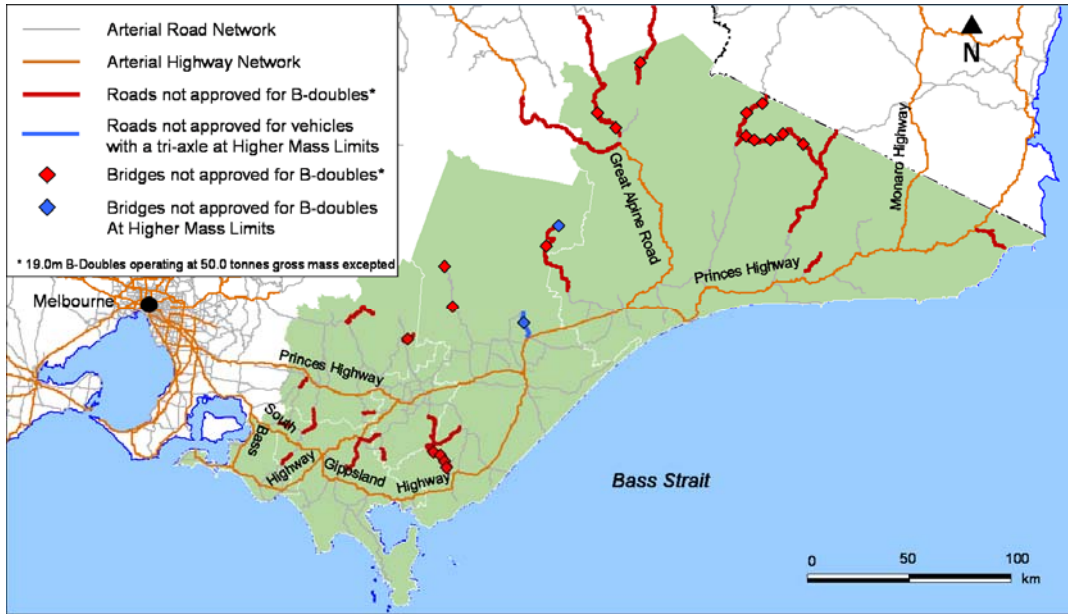 Arterial Road Network
Arterial Highway Network
Roads not approved for B-doubles*
Roads not approved for vehicles
with a tri-axle at Higher Mass Limits
Bridges not approved for B-doubles*
Bridges not approved for B-doubles
At Higher Mass Limits
* 19.0m B-Doubles operating at 50.0 tonnes gross mass excepted
N
Monaro Highway
Great Alpine Road
Princes Highway
Melbourne
Princes Highway
South
Gippsland
Highway
Bass
Highway
Bass Strait
0 50 100
km